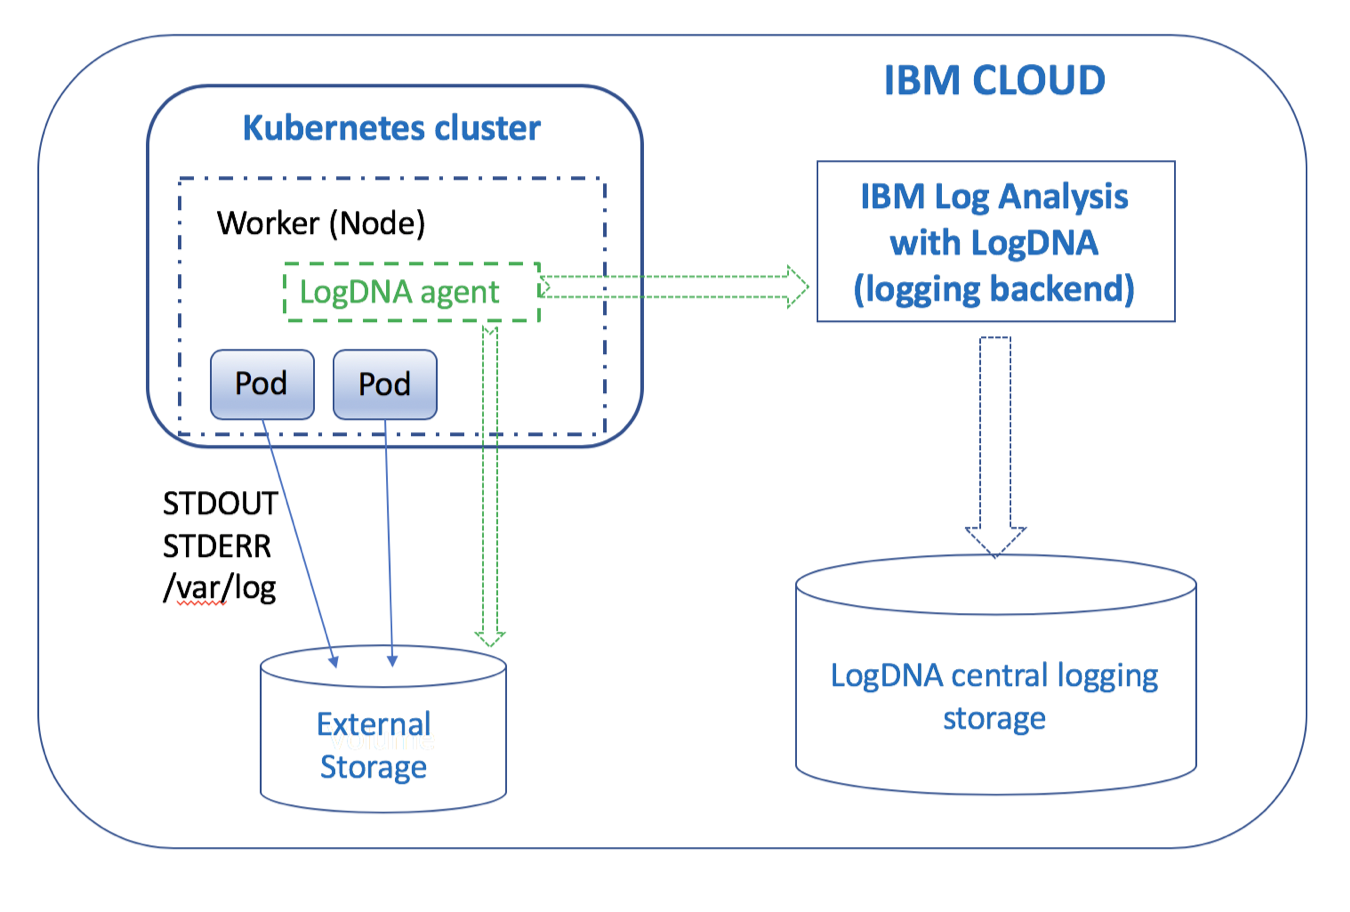 IBM CLOUD
Kubernetes cluster
Worker (Node)
LogDNA agent
Pod
Pod
IBM Log Analysis
with LogDNA
(logging backend)
STDOUT
STDERR
/var/log
External
Storage
LogDNA central logging
storage